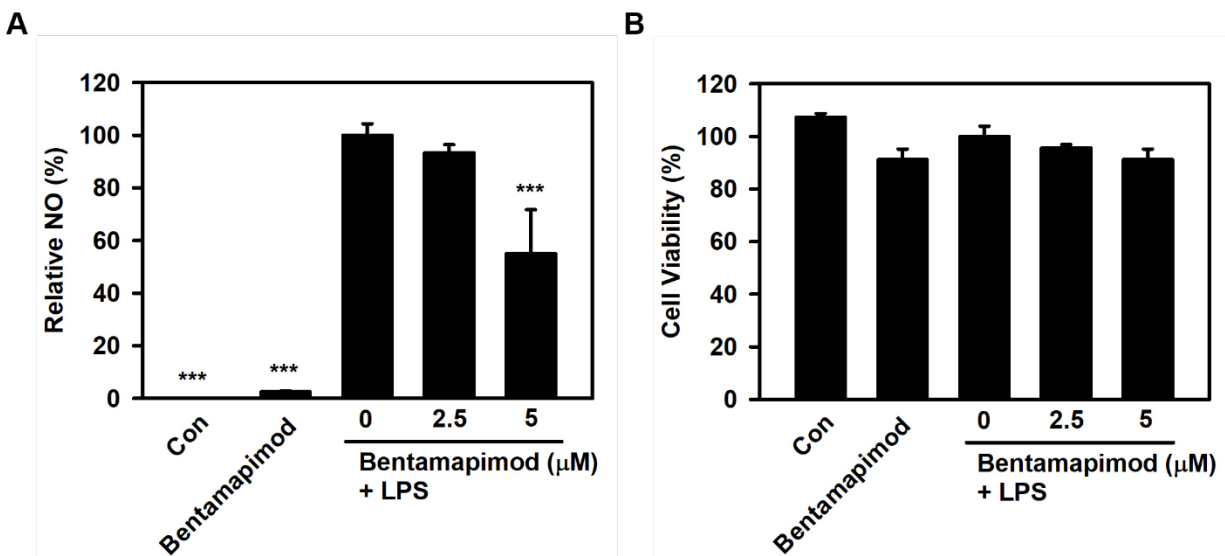 A
Relative NO (%)
120
100
80
60
40
20
0
***
***
***
Con
Bentamapimod
0 2.5 5
Bentamapimod (μM)
+ LPS
B
Cell Viability (%)
120
100
80
60
40
20
0
Con
Bentamapimod
0 2.5 5
Bentamapimod (μM)
+ LPS